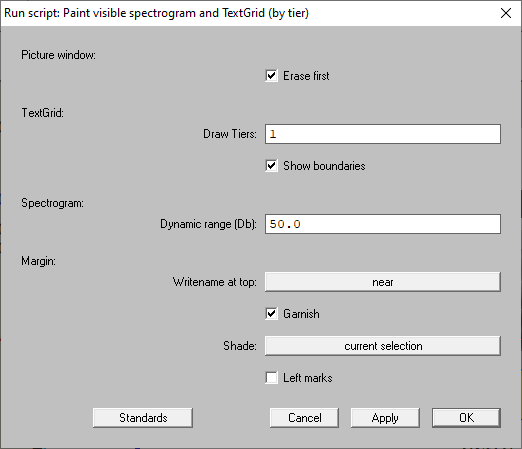 Run script: Paint visible spectrogram and TextGrid (by tier)
Picture window:
Erase first
TextGrid:
Draw Tiers: 1
Show boundaries
Spectrogram:
Dynamic range (Db): 50.0
Margin:
Writename at top: near
Garnish
Shade: current selection
Left marks
Standards Cancel Apply OK